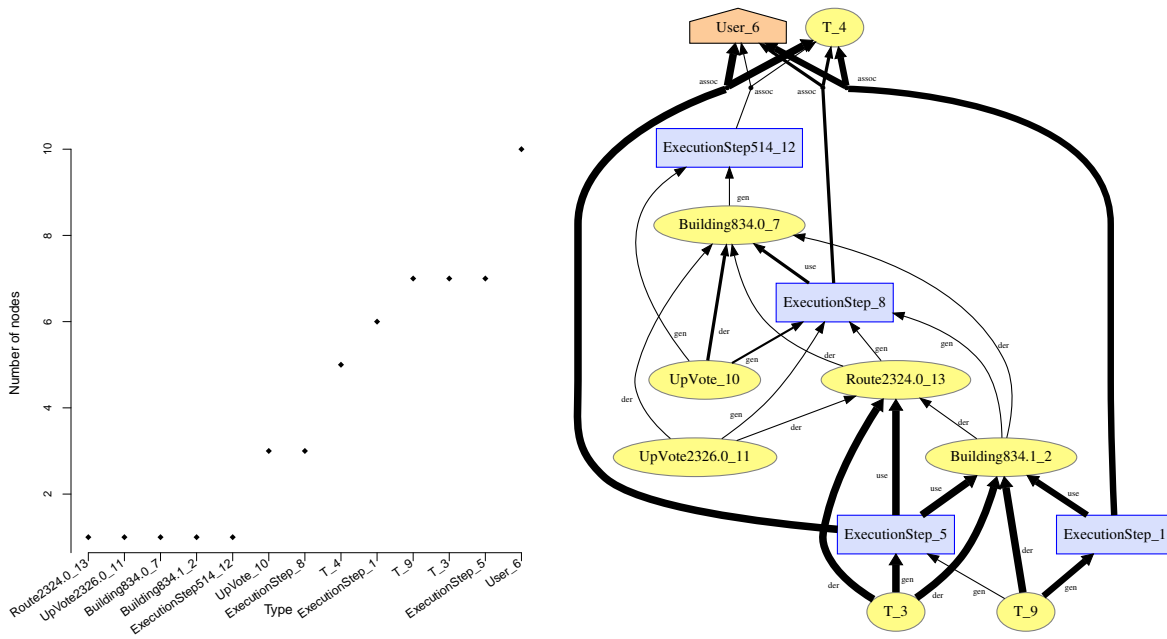 Number of nodes
10
8
6
4
2
Route2324.0_13
UpVote2326.0_11
Building834.0_7
Building834.1_2
ExecutionStep514_12
UpVote_10
ExecutionStep_8
T_4
ExecutionStep_1
T_9
T_3
ExecutionStep_5
User_6
Type
User_6
T_4
assoc
assoc
assoc
assoc
ExecutionStep514_12
gen
Building834.0_7
use
ExecutionStep_8
gen
der
gen
der
gen
gen
der
UpVote_10
Route2324.0_13
der
gen
der
der
UpVote2326.0_11
Building834.1_2
use
use
use
ExecutionStep_5
ExecutionStep_1
der
der
gen
der
gen
gen
T_3
T_9